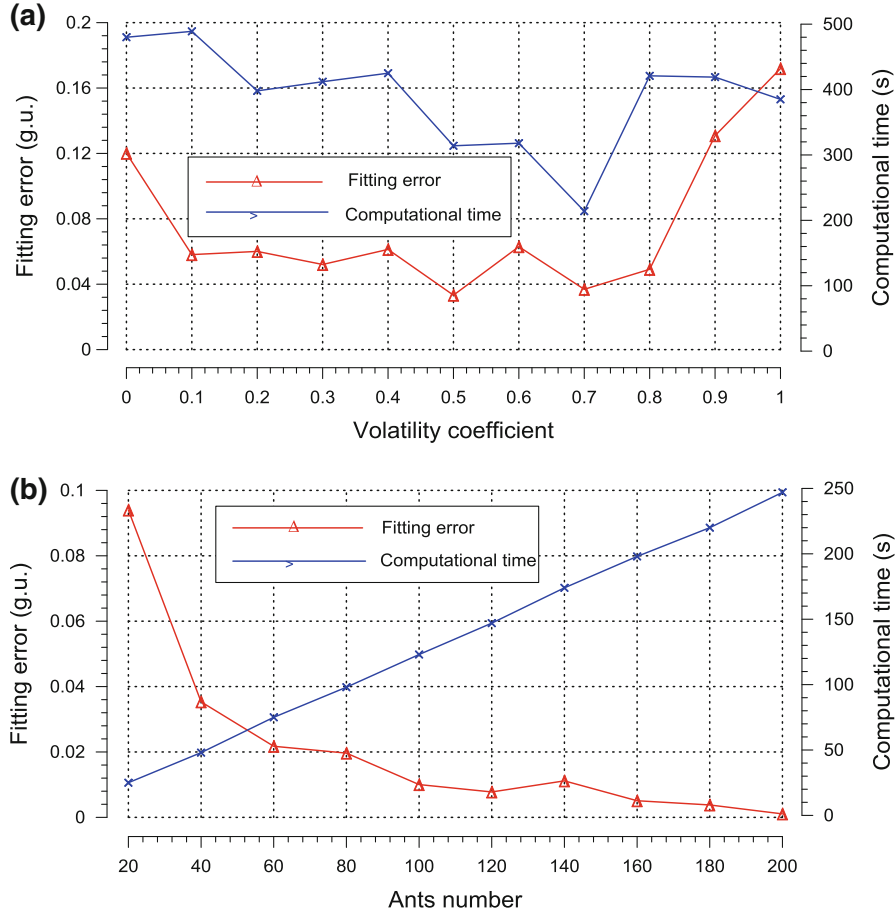 (a)
0.2
0.16
0.12
0.08
0.04
0
Fitting error (g.u.)
500
400
300
200
100
0
Computational time (s)
Fitting error
Computational time
0 0.1 0.2 0.3 0.4 0.5 0.6 0.7 0.8 0.9 1
Volatility coefficient
(b)
0.1
0.08
0.06
0.04
0.02
0
Fitting error (g.u.)
250
200
150
100
50
0
Computational time (s)
Fitting error
Computational time
20 40 60 80 100 120 140 160 180 200
Ants number